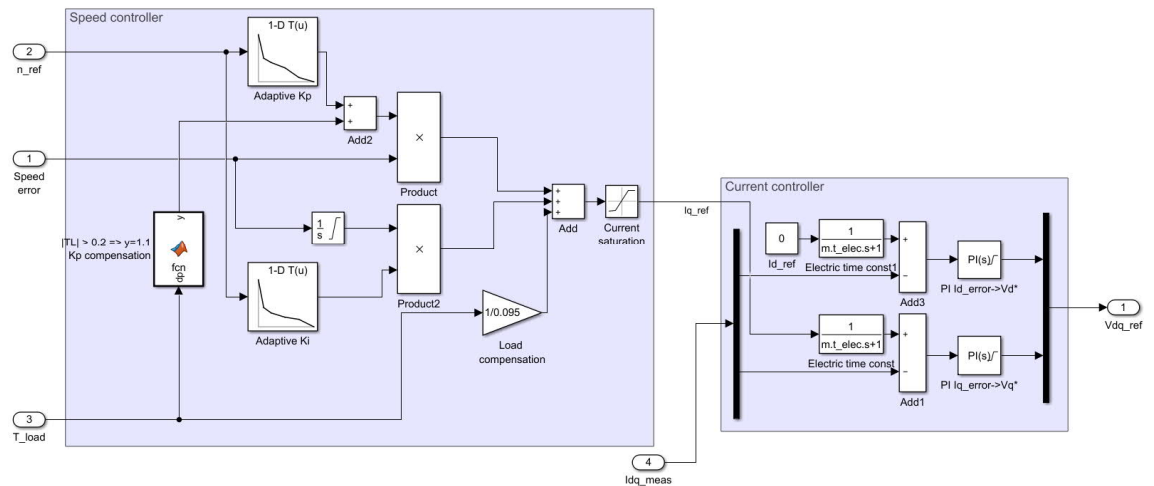 Speed controller
2
n_ref
1-D T(u)
Adaptive Kp
+
+
Add2
×
Product
1
Speed
error
|TL| > 0.2 => y=1.1
Kp compensation
y
fcn
1
s
×
Product2
1-D T(u)
Adaptive Ki
1/0.095
Load
compensation
+
+
+
Add
Current
saturation
Iq_ref
3
T_load
Current controller
0
Id_ref
1
m.t_elec.s+1
Electric time const1
+
−
Add3
PI(s)
PI Id_error->Vd*
1
m.t_elec.s+1
Electric time const
+
−
Add1
PI(s)
PI Iq_error->Vq*
1
Vdq_ref
4
Idq_meas